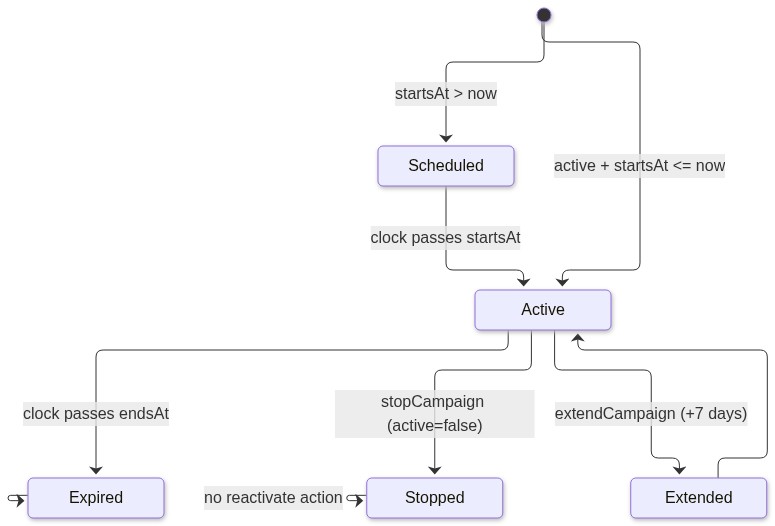 startsAt > now
active + startsAt <= now
Scheduled
clock passes startsAt
Active
clock passes endsAt
stopCampaign
(active=false)
extendCampaign (+7 days)
Expired
no reactivate action
Stopped
Extended